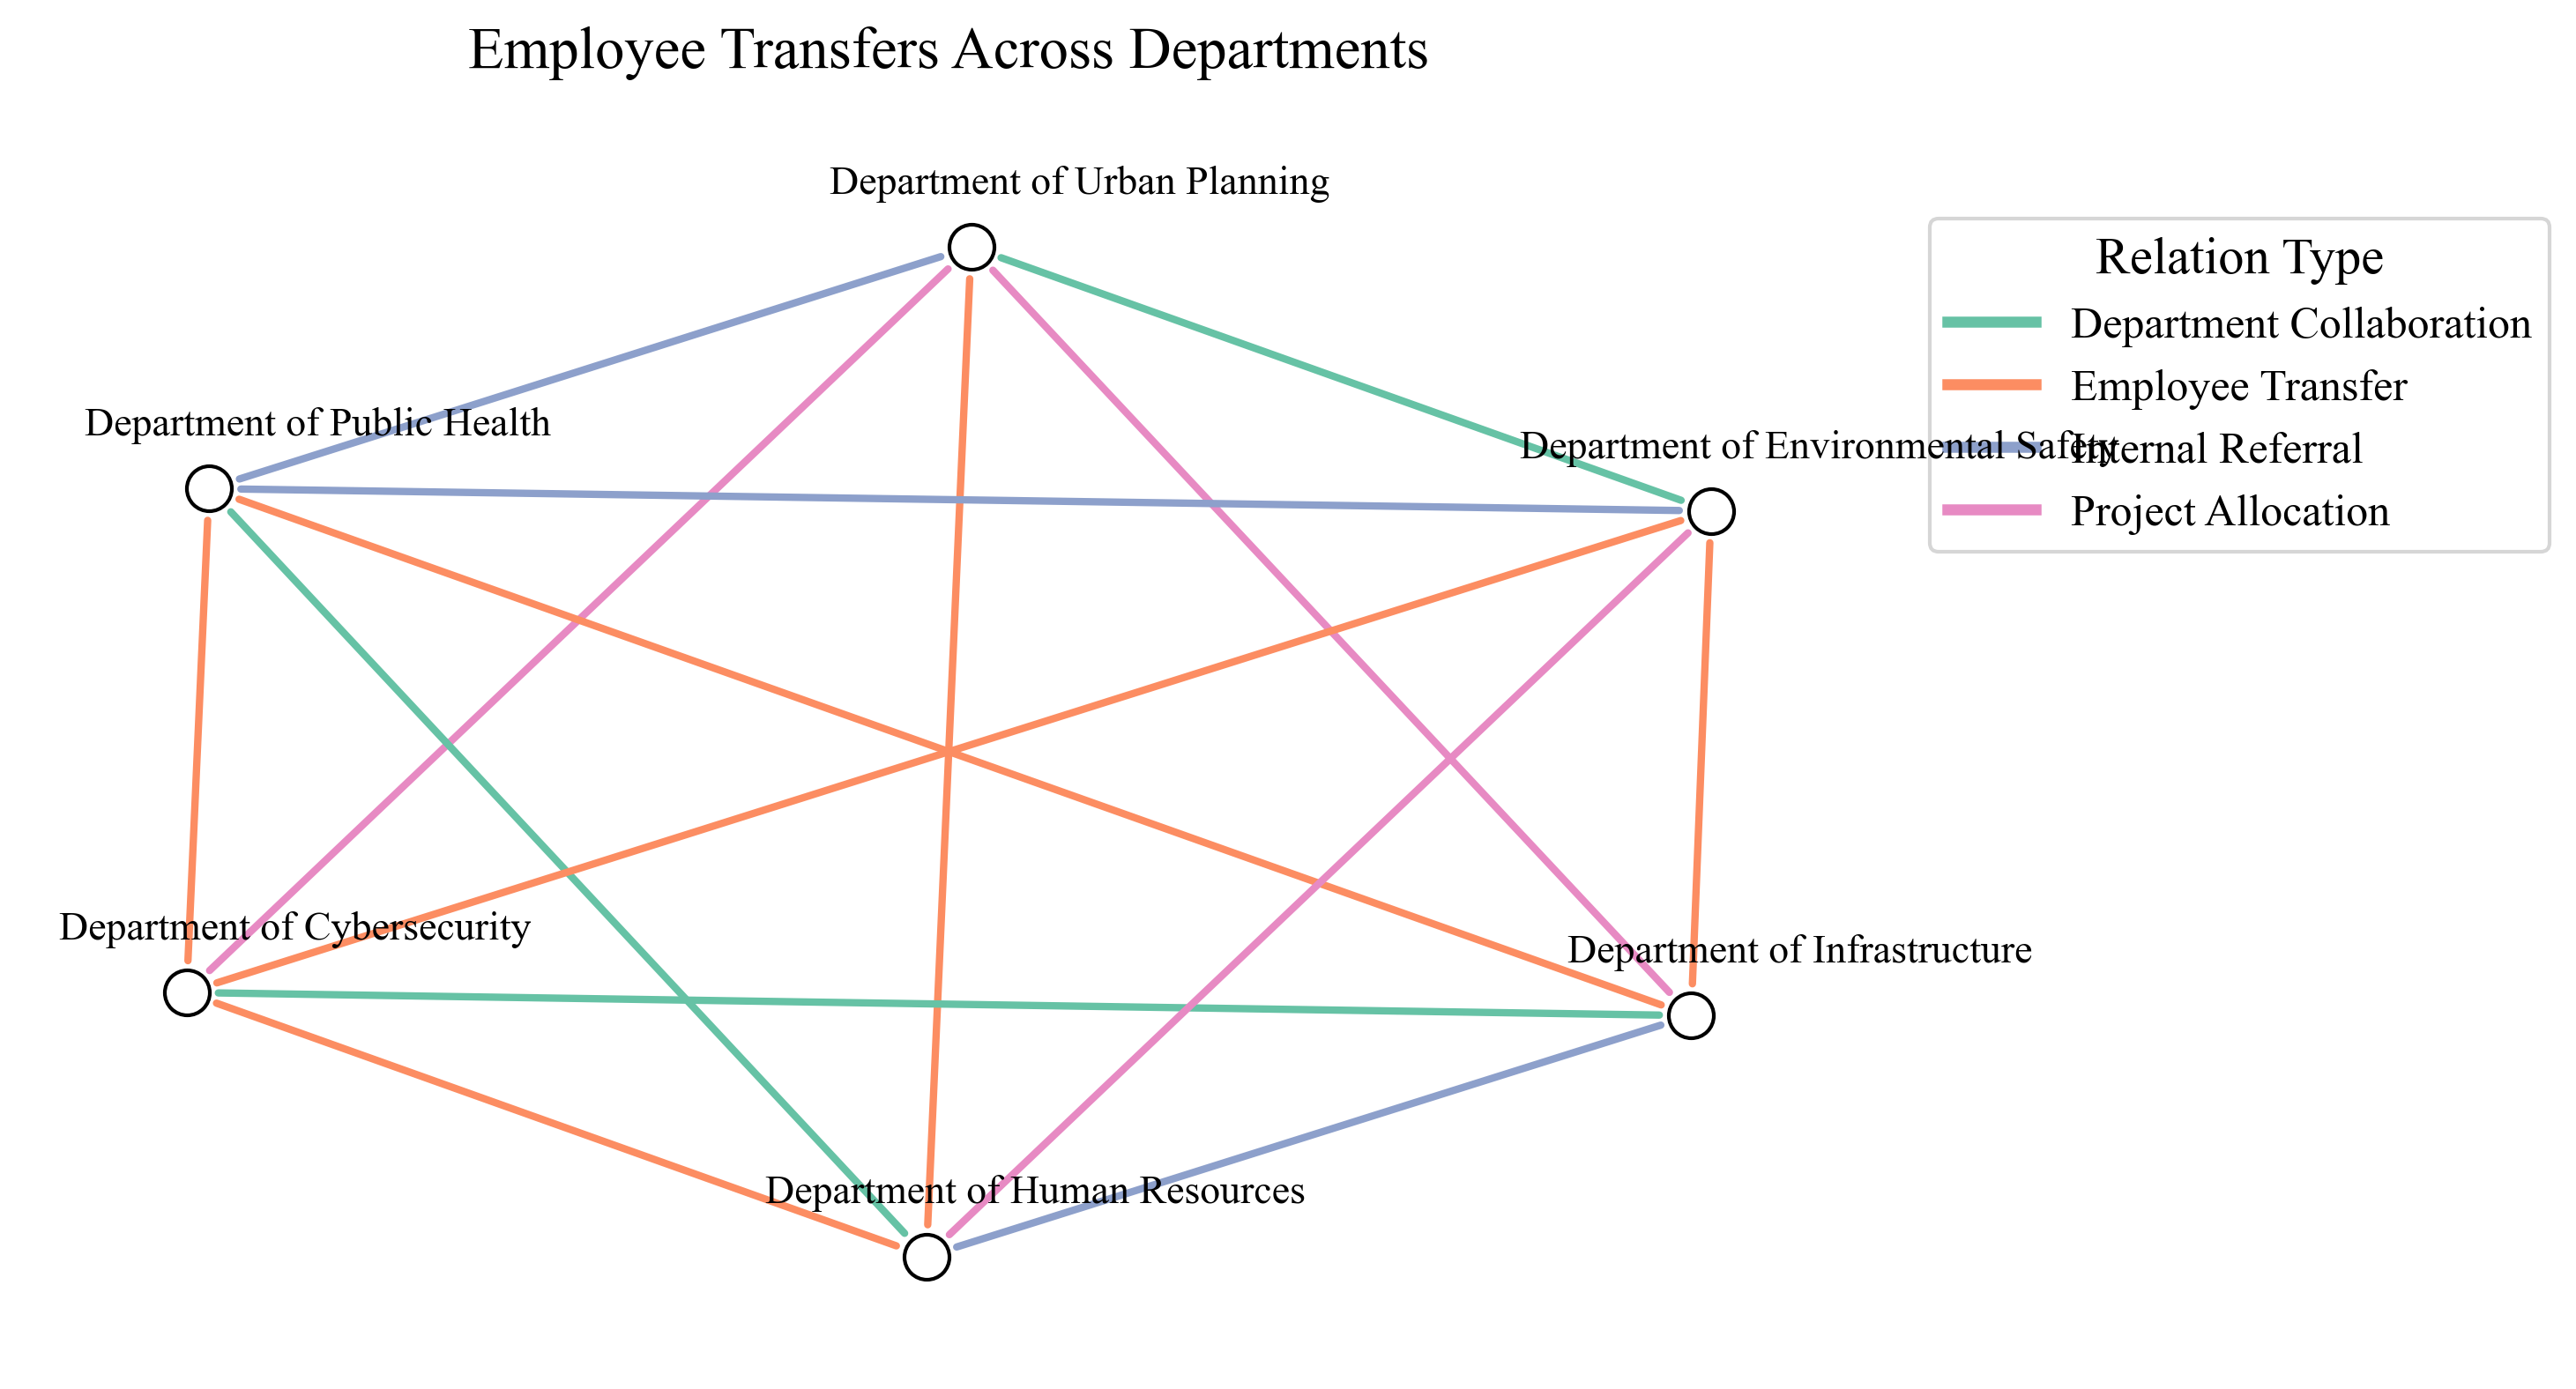 Employee Transfers Across Departments
Department of Urban Planning
Relation Type
Department Collaboration
Employee Transfer
Department of Public Health
Department of Environmental Safety
Internal Referral
Project Allocation
Department of Cybersecurity
Department of Infrastructure
Department of Human Resources